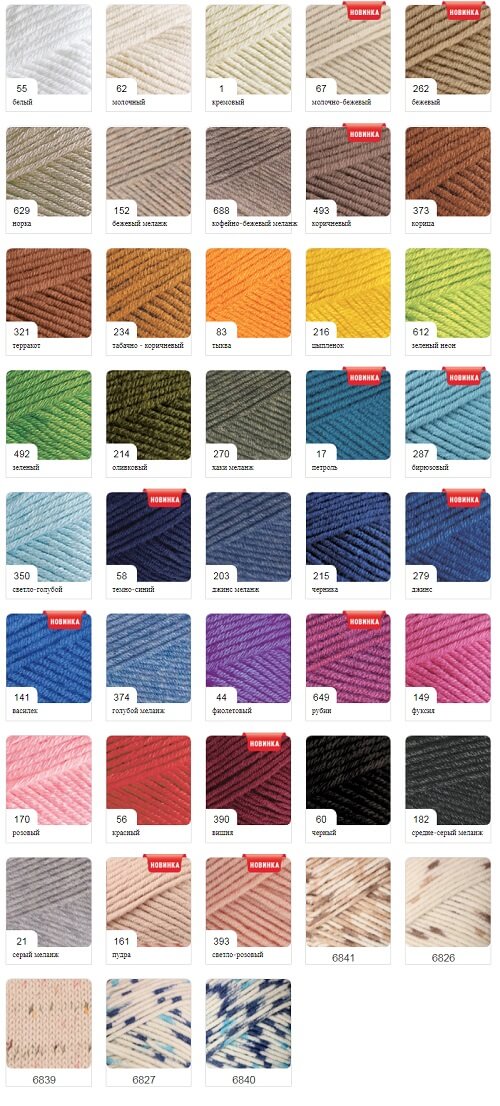 НОВИНКА
НОВИНКА
55
62
1
67
262
белый
молочный
кремовый
молочно-бежевый
бежевый
НОВИНКА
629
152
688
493
373
норка
бежевый меланж
кофейно-бежевый меланж
коричневый
корица
321
234
83
216
612
терракот
табачно - коричневый
тыква
цыпленок
зеленый неон
НОВИНКА
НОВИНКА
492
214
270
17
287
зеленый
оливковый
хаки меланж
петроль
бирюзовый
НОВИНКА
НОВИНКА
350
58
203
215
279
светло-голубой
темно-синий
джинс меланж
черника
джинс
НОВИНКА
НОВИНКА
141
374
44
649
149
василек
голубой меланж
фиолетовый
рубин
фуксия
НОВИНКА
170
56
390
60
182
розовый
красный
вишня
черный
средне-серый меланж
НОВИНКА
НОВИНКА
21
161
393
6841
6826
серый меланж
пудра
светло-розовый
6839
6827
6840